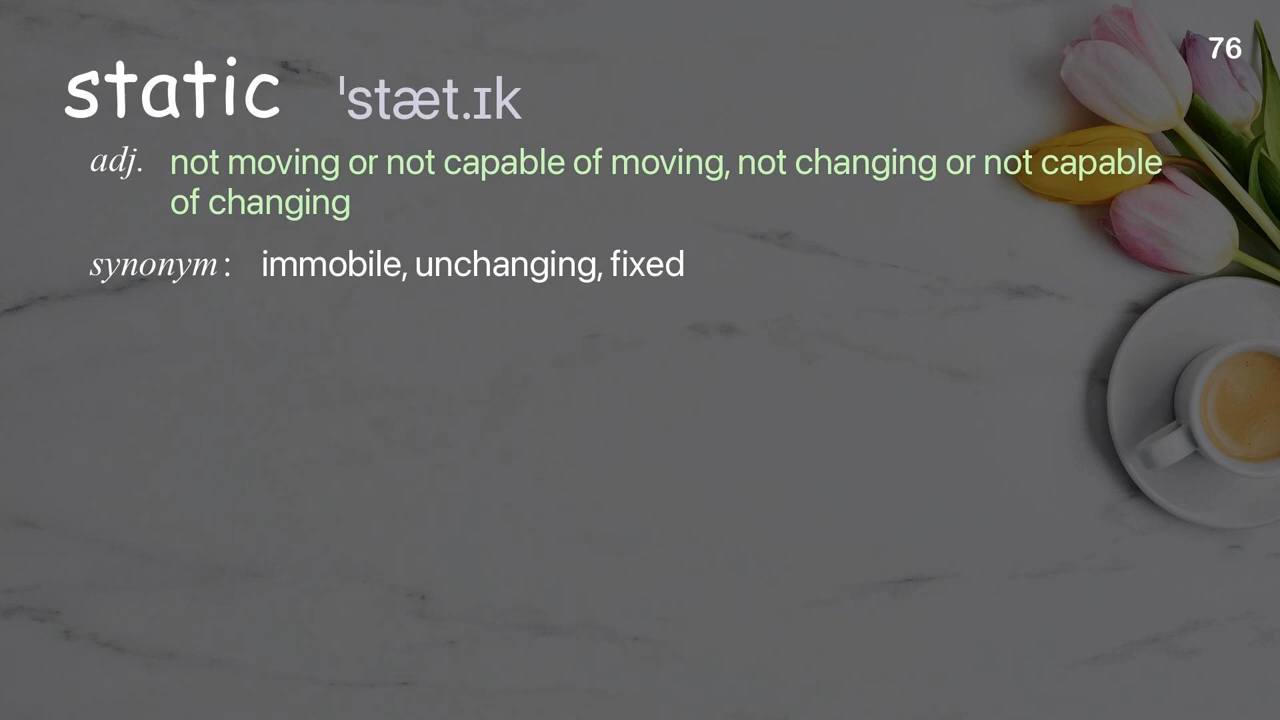 76
static ˈstæt.ɪk
adj. not moving or not capable of moving, not changing or not capable
of changing
synonym : immobile, unchanging, fixed